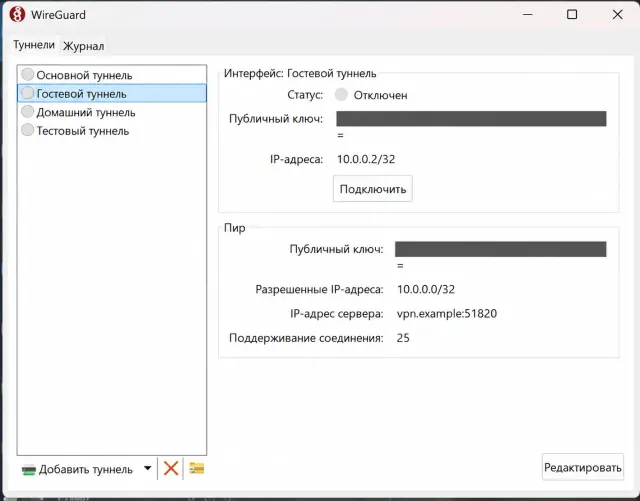 WireGuard
Туннели Журнал
Основной туннель
Гостевой туннель
Домашний туннель
Тестовый туннель
Интерфейс: Гостевой туннель
Статус: Отключен
Публичный ключ:
=
IP-адреса: 10.0.0.2/32
Подключить
Пир
Публичный ключ:
=
Разрешенные IP-адреса: 10.0.0.0/32
IP-адрес сервера: vpn.example:51820
Поддерживание соединения: 25
Добавить туннель
Редактировать